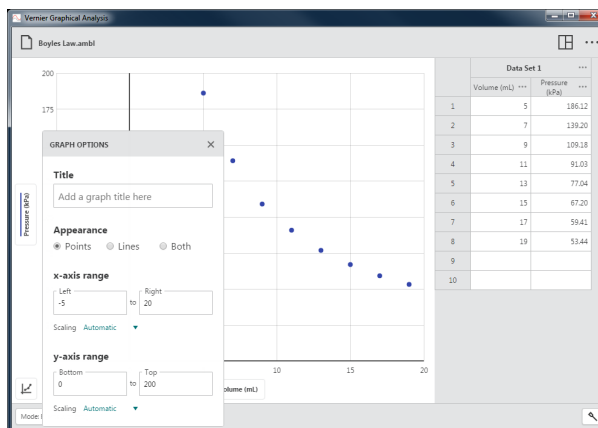 Vernier Graphical Analysis
Boyles Law.ambl
200
175
Pressure (kPa)
10
15
20
olume (mL)
Mode:
GRAPH OPTIONS
Title
Add a graph title here
Appearance
Points Lines Both
x-axis range
Left Right
-5 to 20
Scaling Automatic
y-axis range
Bottom Top
0 to 200
Scaling Automatic
Data Set 1
Volume (mL) Pressure (kPa)
1 5 186.12
2 7 139.20
3 9 109.18
4 11 91.03
5 13 77.04
6 15 67.20
7 17 59.41
8 19 53.44
9
10